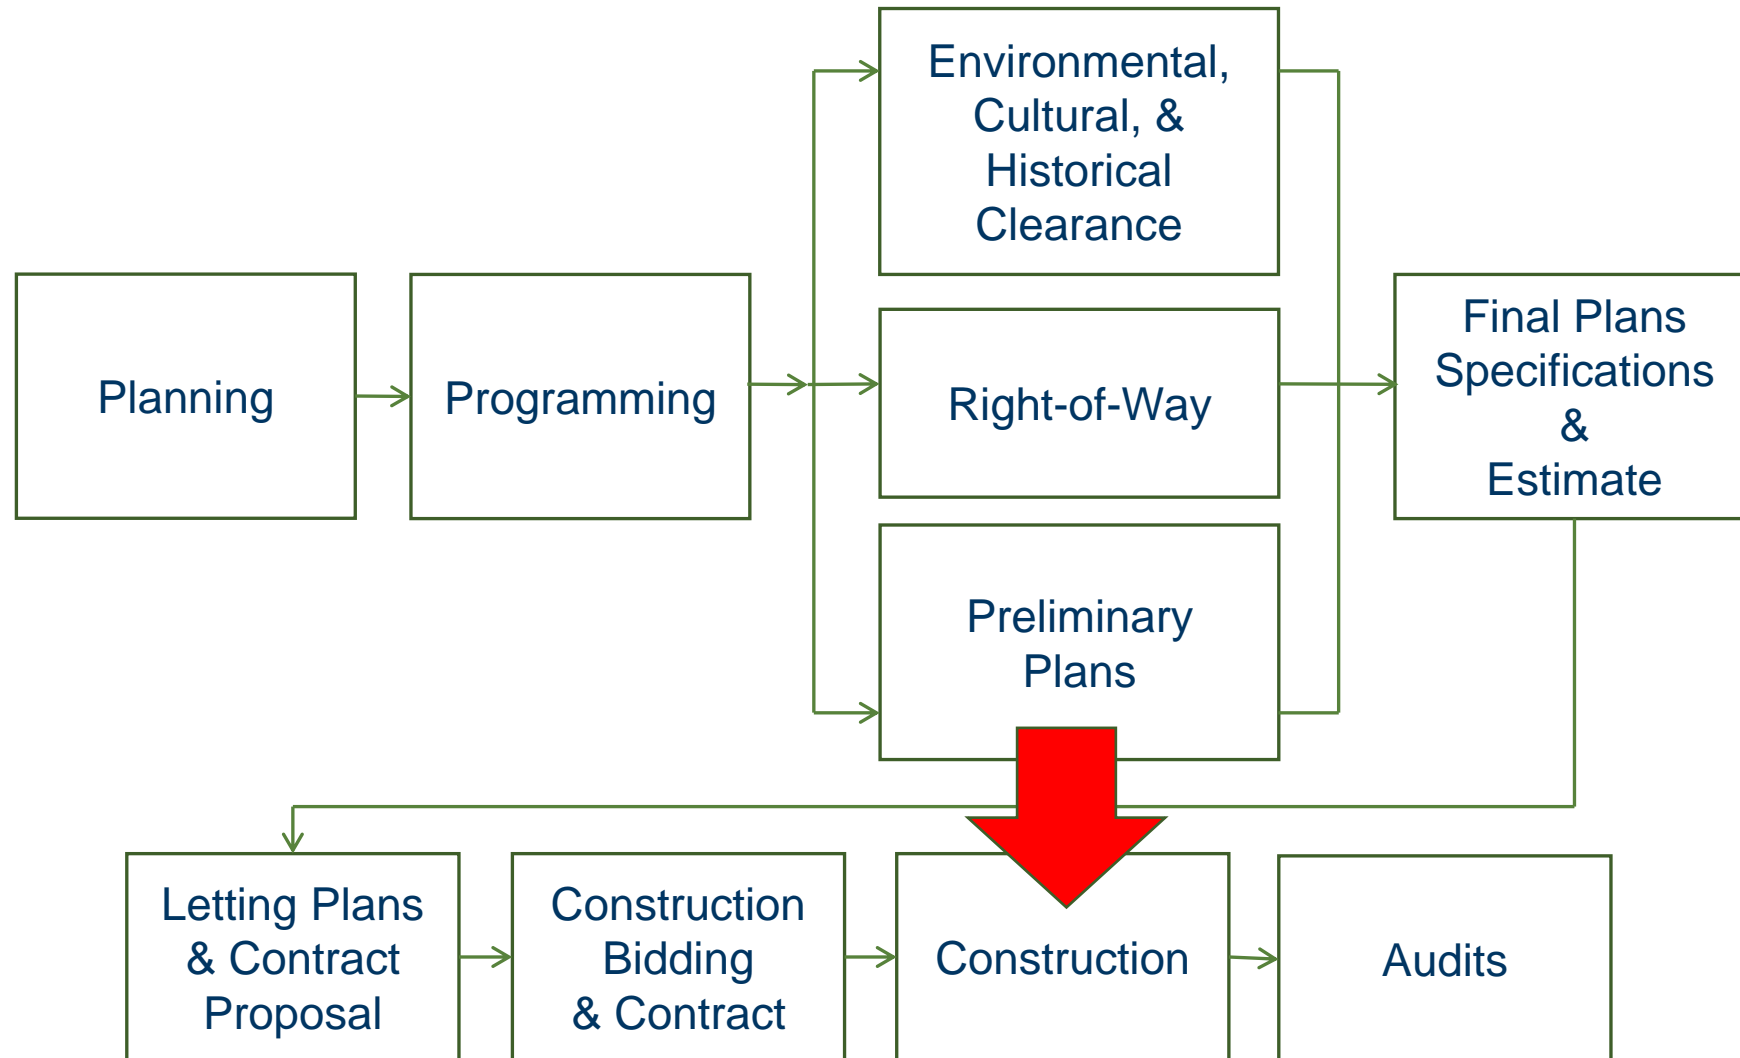 Planning
Programming
Environmental,
Cultural, &
Historical
Clearance
Right-of-Way
Preliminary
Plans
Final Plans
Specifications
&
Estimate
Letting Plans
& Contract
Proposal
Construction
Bidding
& Contract
Construction
Audits